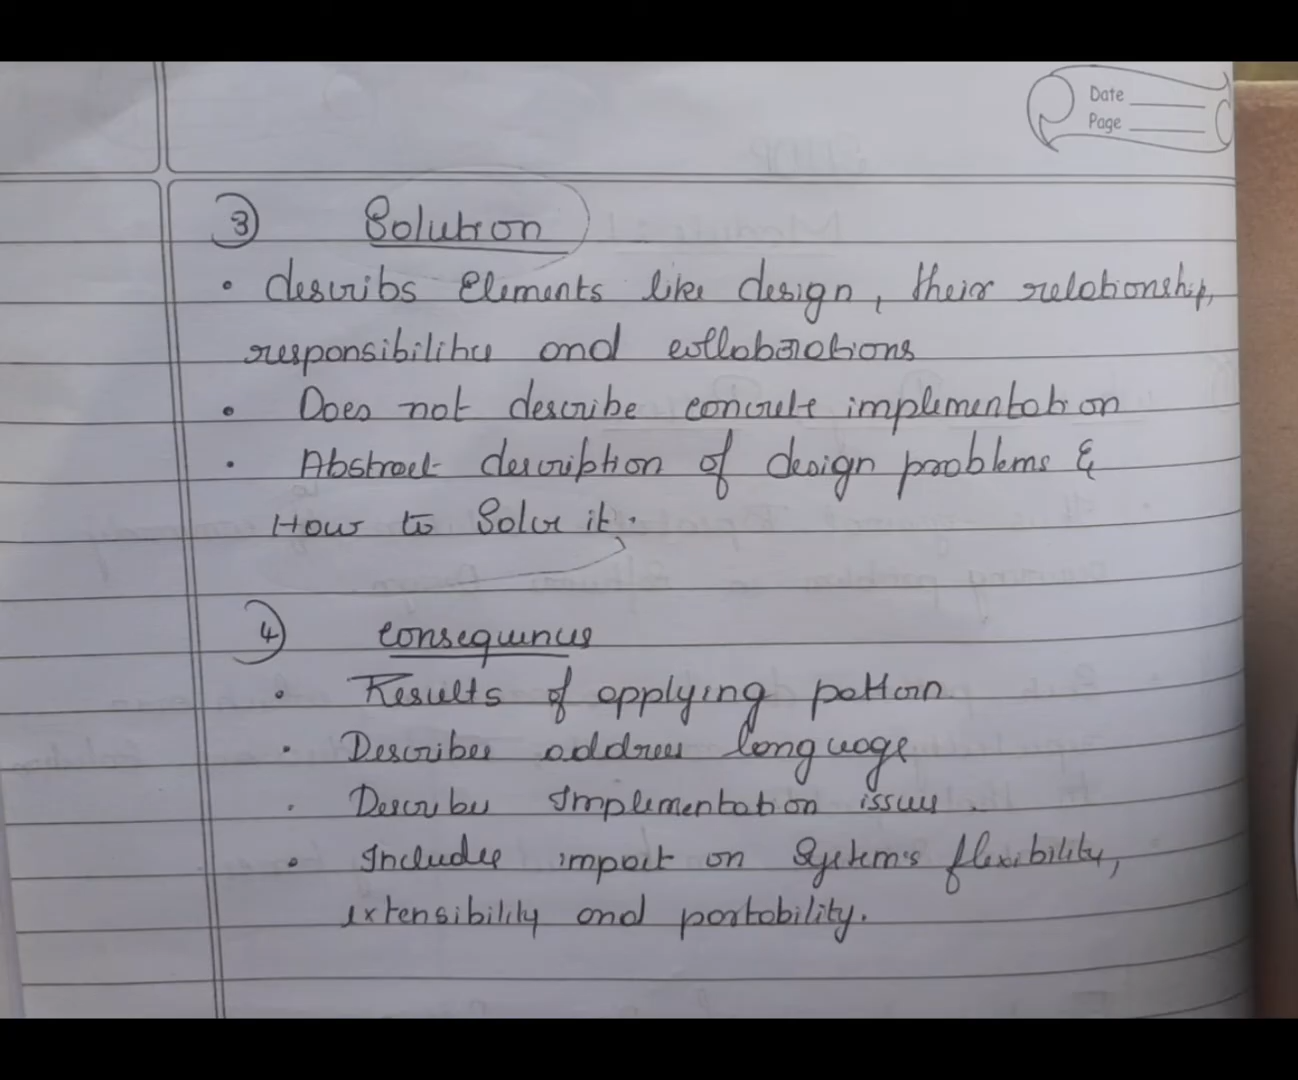 Date
Page
3 Solution
• describs Elements like design, their relationship,
responsibilitie and collaborations
• Does not describe concrete implementation
• Abstract description of design problems &
How to Solve it.
4 Consequences
• Results of applying pattern
• Describes address language
• Describes Implementation issues.
• Includes impact on System's flexibility,
extensibility and portability.